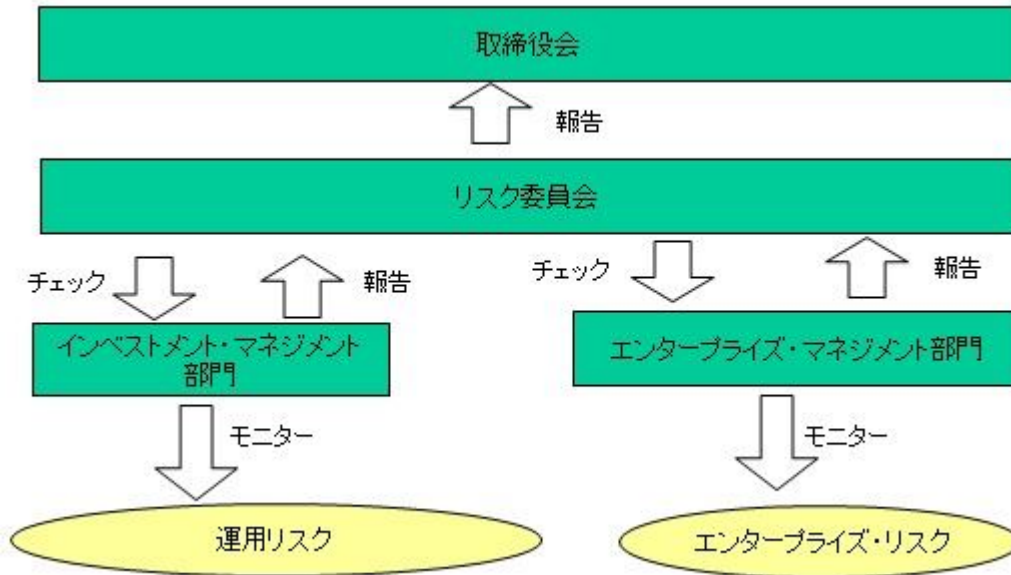 取締役会
報告
リスク委員会
チェック
報告
チェック
報告
インベストメント・マネジメント
部門
エンタープライズ・マネジメント部門
モニター
モニター
運用リスク
エンタープライズ・リスク